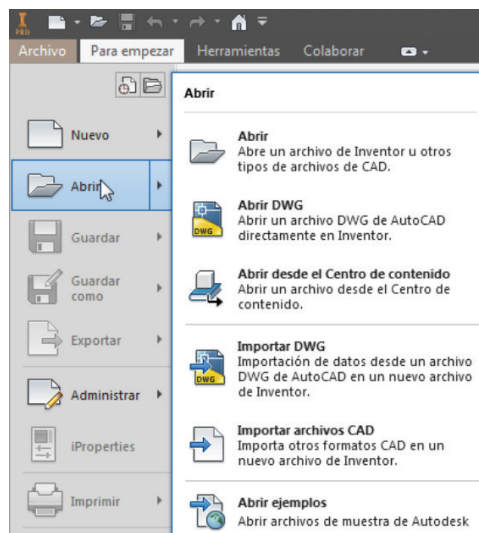 PRO
Archivo Para empezar Herramientas Colaborar
Abrir
Nuevo
Abrir
Guardar
Guardar
como
Exportar
Administrar
iProperties
Imprimir
Abrir
Abre un archivo de Inventor u otros
tipos de archivos de CAD.
Abrir DWG
DWG
Abrir un archivo DWG de AutoCAD
directamente en Inventor.
Abrir desde el Centro de contenido
Abrir un archivo desde el Centro de
contenido.
Importar DWG
DWG
Importación de datos desde un archivo
DWG de AutoCAD en un nuevo archivo
de Inventor.
Importar archivos CAD
Importa otros formatos CAD en un
nuevo archivo de Inventor.
Abrir ejemplos
Abrir archivos de muestra de Autodesk